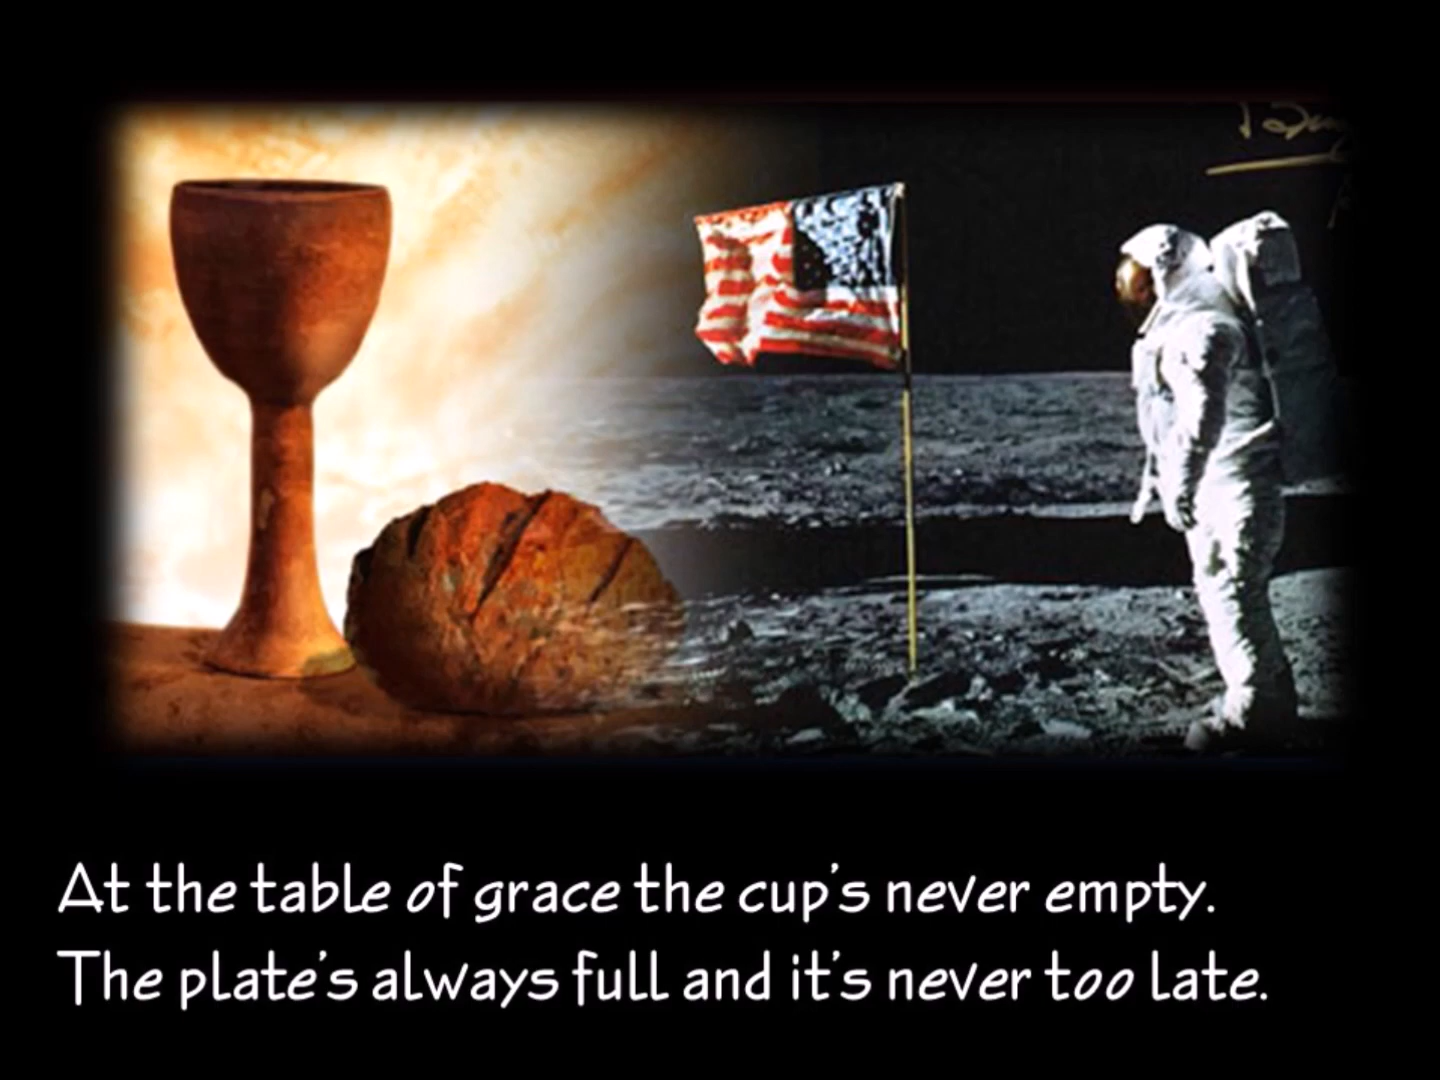 At the table of grace the cup's never empty.
The plate's always full and it's never too late.